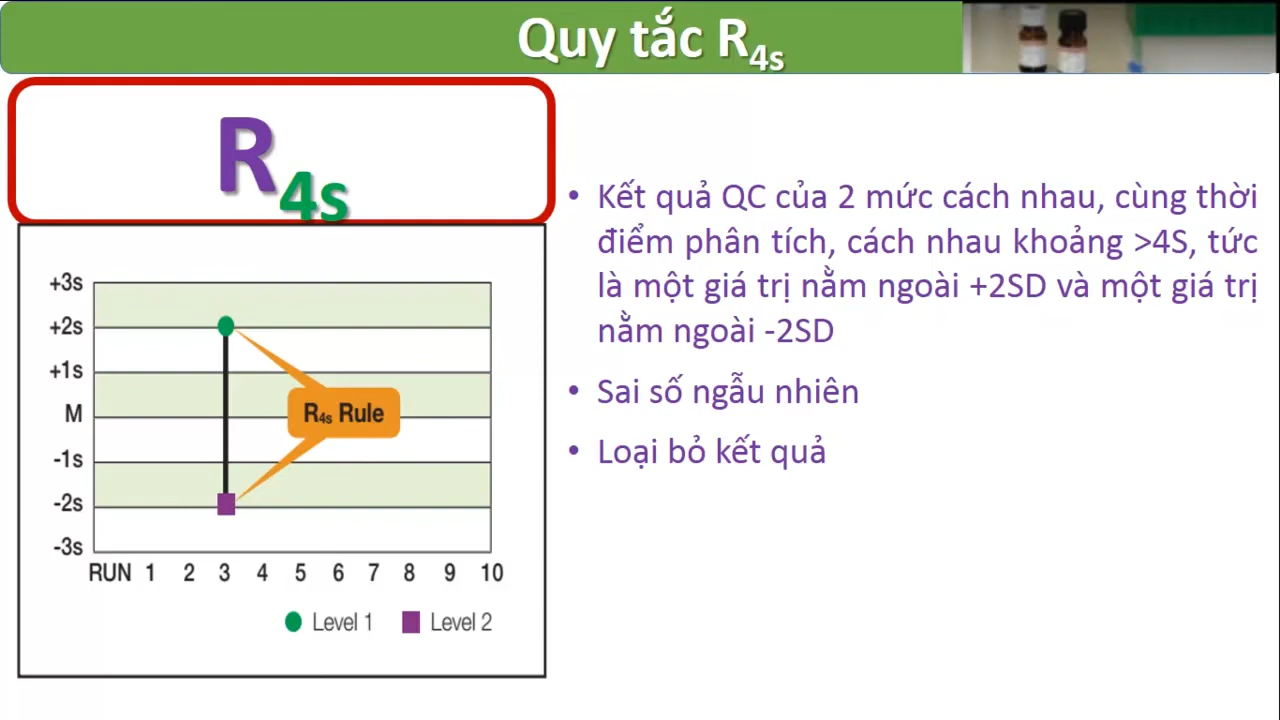 Quy tắc R4s
R4s
• Kết quả QC của 2 mức cách nhau, cùng thời
điểm phân tích, cách nhau khoảng >4S, tức
là một giá trị nằm ngoài +2SD và một giá trị
nằm ngoài -2SD
• Sai số ngẫu nhiên
• Loại bỏ kết quả
+3s
+2s
+1s
M
-1s
-2s
-3s
R4s Rule
RUN 1 2 3 4 5 6 7 8 9 10
Level 1 Level 2